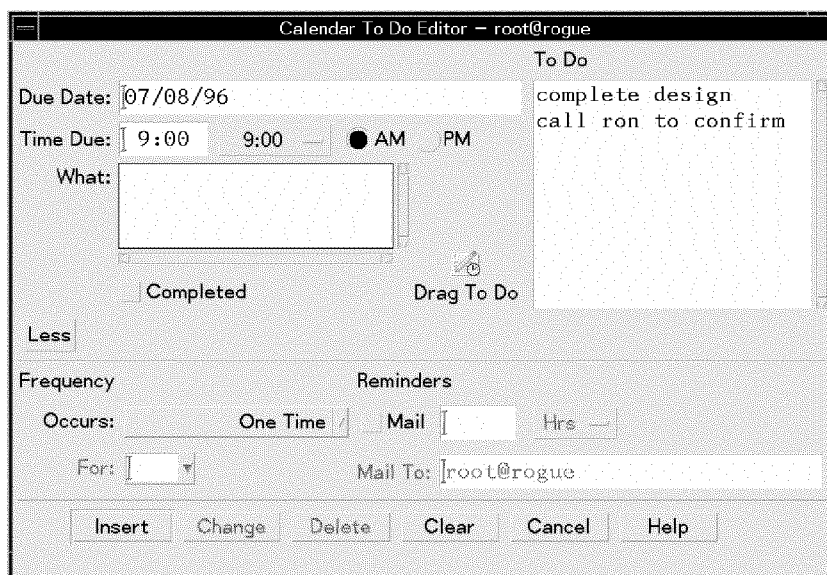 Calendar To Do Editor – root@rogue
To Do
Due Date: 07/08/96
complete design
call ron to confirm
Time Due: 9:00 9:00 AM PM
What:
Completed
Drag To Do
Less
Frequency
Reminders
Occurs: One Time
Mail Hrs
For:
Mail To: root@rogue
Insert Change Delete Clear Cancel Help